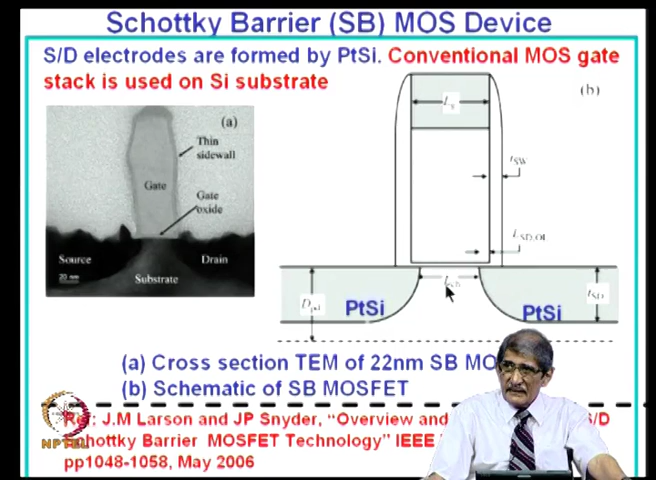 Schottky Barrier (SB) MOS Device
S/D electrodes are formed by PtSi. Conventional MOS gate
stack is used on Si substrate
(a)
Thin
sidewall
Gate
Gate
oxide
Source
Drain
Substrate
20 nm
(b)
PtSi
PtSi
(a) Cross section TEM of 22nm SB MO
(b) Schematic of SB MOSFET
J.M Larson and JP Snyder, "Overview and S/D
Schottky Barrier MOSFET Technology" IEEE
pp1048-1058, May 2006
NPTEL